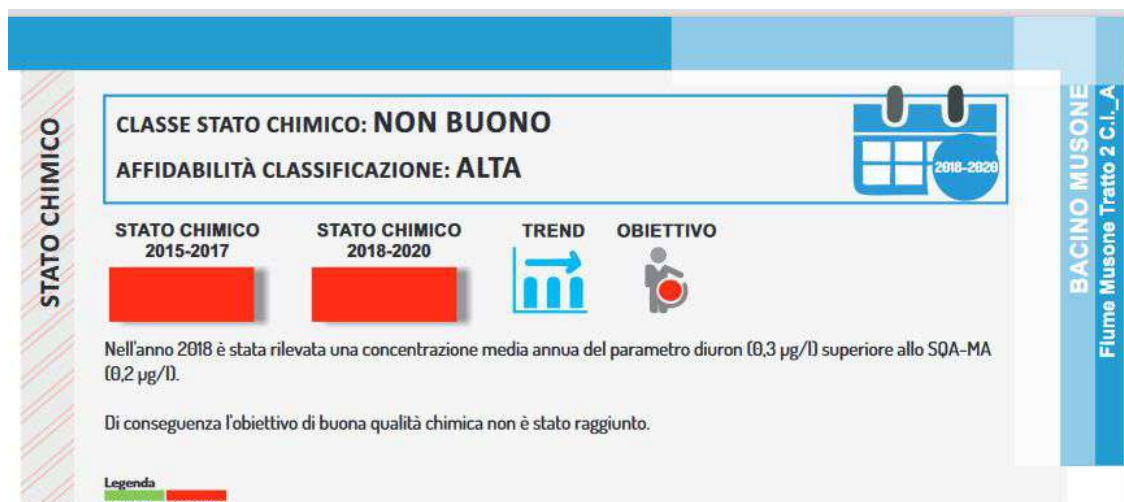 STATO CHIMICO
CLASSE STATO CHIMICO: NON BUONO
AFFIDABILITÀ CLASSIFICAZIONE: ALTA
2018-2020
STATO CHIMICO
2015-2017
STATO CHIMICO
2018-2020
TREND
OBIETTIVO
Nell'anno 2018 è stata rilevata una concentrazione media annua del parametro diuron (0,3 µg/l) superiore allo SQA-MA
(0,2 µg/l).
Di conseguenza l'obiettivo di buona qualità chimica non è stato raggiunto.
Legenda
BACINO MUSONE
Fiume Musone Tratto 2 C.I._A